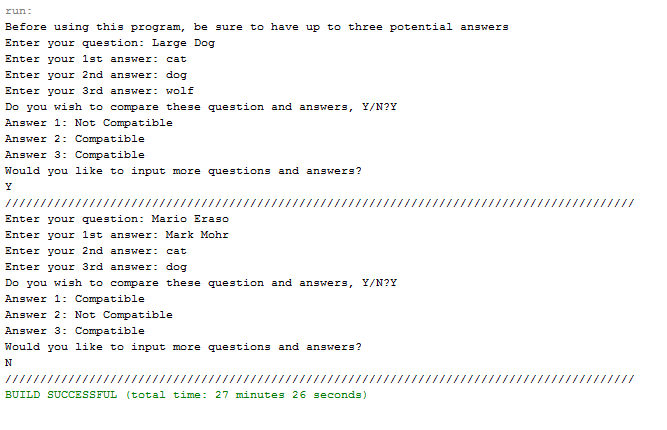 run:
Before using this program, be sure to have up to three potential answers
Enter your question: Large Dog
Enter your 1st answer: cat
Enter your 2nd answer: dog
Enter your 3rd answer: wolf
Do you wish to compare these question and answers, Y/N?Y
Answer 1: Not Compatible
Answer 2: Compatible
Answer 3: Compatible
Would you like to input more questions and answers?
Y
//////////////////////////////////////////////////////////////////////////////////////////
Enter your question: Mario Eraso
Enter your 1st answer: Mark Mohr
Enter your 2nd answer: cat
Enter your 3rd answer: dog
Do you wish to compare these question and answers, Y/N?Y
Answer 1: Compatible
Answer 2: Not Compatible
Answer 3: Compatible
Would you like to input more questions and answers?
N
//////////////////////////////////////////////////////////////////////////////////////////
BUILD SUCCESSFUL (total time: 27 minutes 26 seconds)